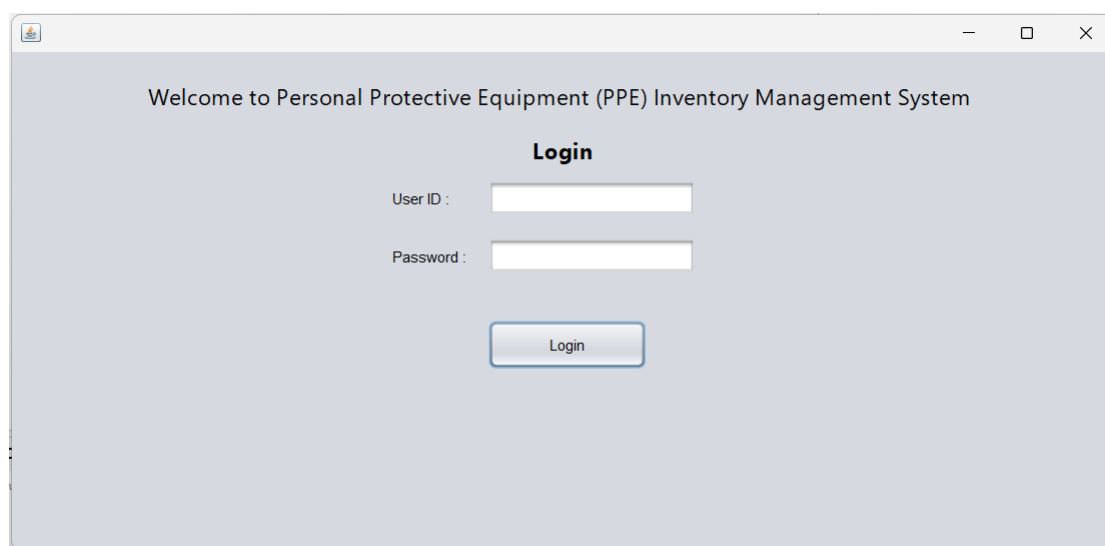 Welcome to Personal Protective Equipment (PPE) Inventory Management System
Login
User ID :
Password :
Login